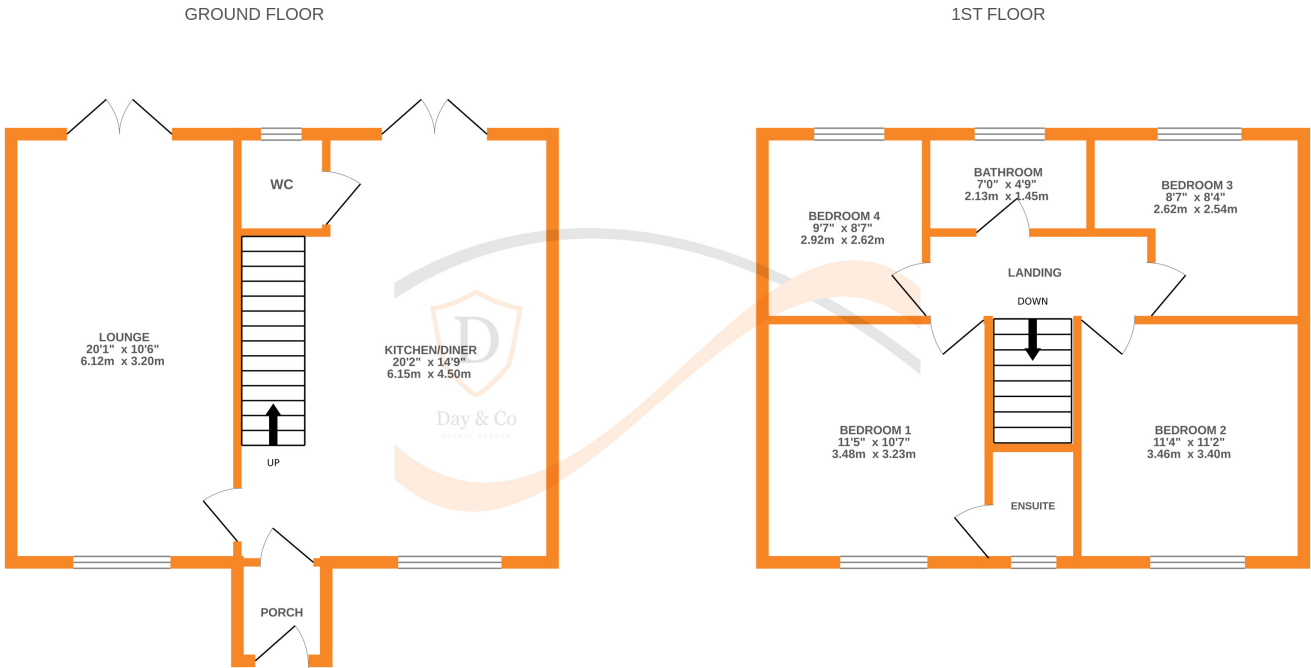 GROUND FLOOR
1ST FLOOR
WC
LOUNGE
20'1" x 10'6"
6.12m x 3.20m
KITCHEN/DINER
20'2" x 14'9"
6.15m x 4.50m
UP
PORCH
D
Day & Co
ESTATE AGENTS
BATHROOM
7'0" x 4'9"
2.13m x 1.45m
BEDROOM 3
8'7" x 8'4"
2.62m x 2.54m
BEDROOM 4
9'7" x 8'7"
2.92m x 2.62m
LANDING
DOWN
BEDROOM 1
11'5" x 10'7"
3.48m x 3.23m
BEDROOM 2
11'4" x 11'2"
3.46m x 3.40m
ENSUITE